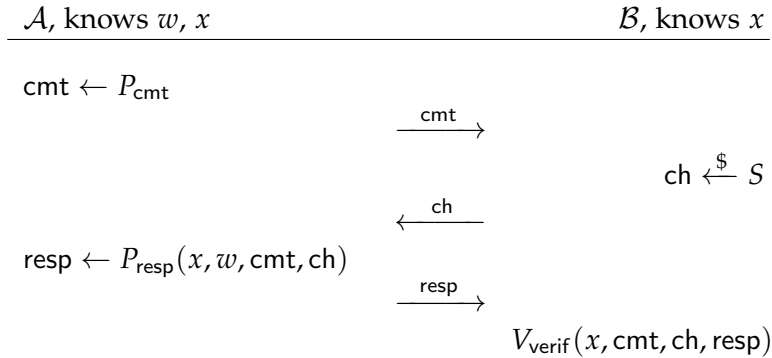 𝒜, knows w, x ℬ, knows x
cmt ← P_cmt
cmt
ch ←$ S
ch
resp ← P_resp(x, w, cmt, ch)
resp
V_verif(x, cmt, ch, resp)